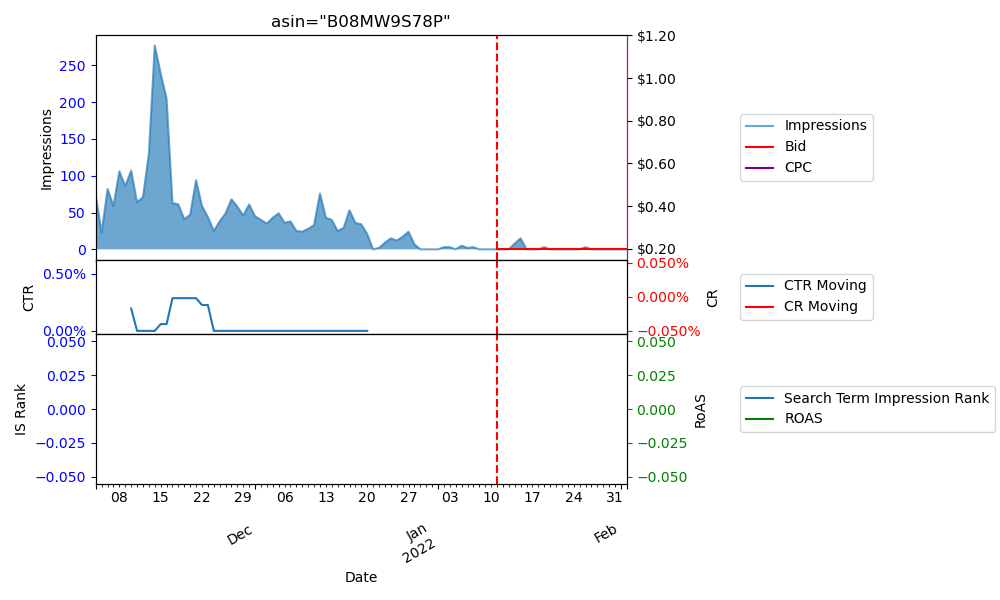 asin="B08MW9S78P"
Impressions
250
200
150
100
50
0
$1.20
$1.00
$0.80
$0.60
$0.40
$0.20
Impressions
Bid
CPC
CTR
0.50%
0.00%
0.050%
0.000%
−0.050%
CR
CTR Moving
CR Moving
IS Rank
0.050
0.025
0.000
−0.025
−0.050
0.050
0.025
0.000
−0.025
−0.050
RoAS
Search Term Impression Rank
ROAS
08 15 22 29 06 13 20 27 03 10 17 24 31
Dec Jan Feb
2022
Date